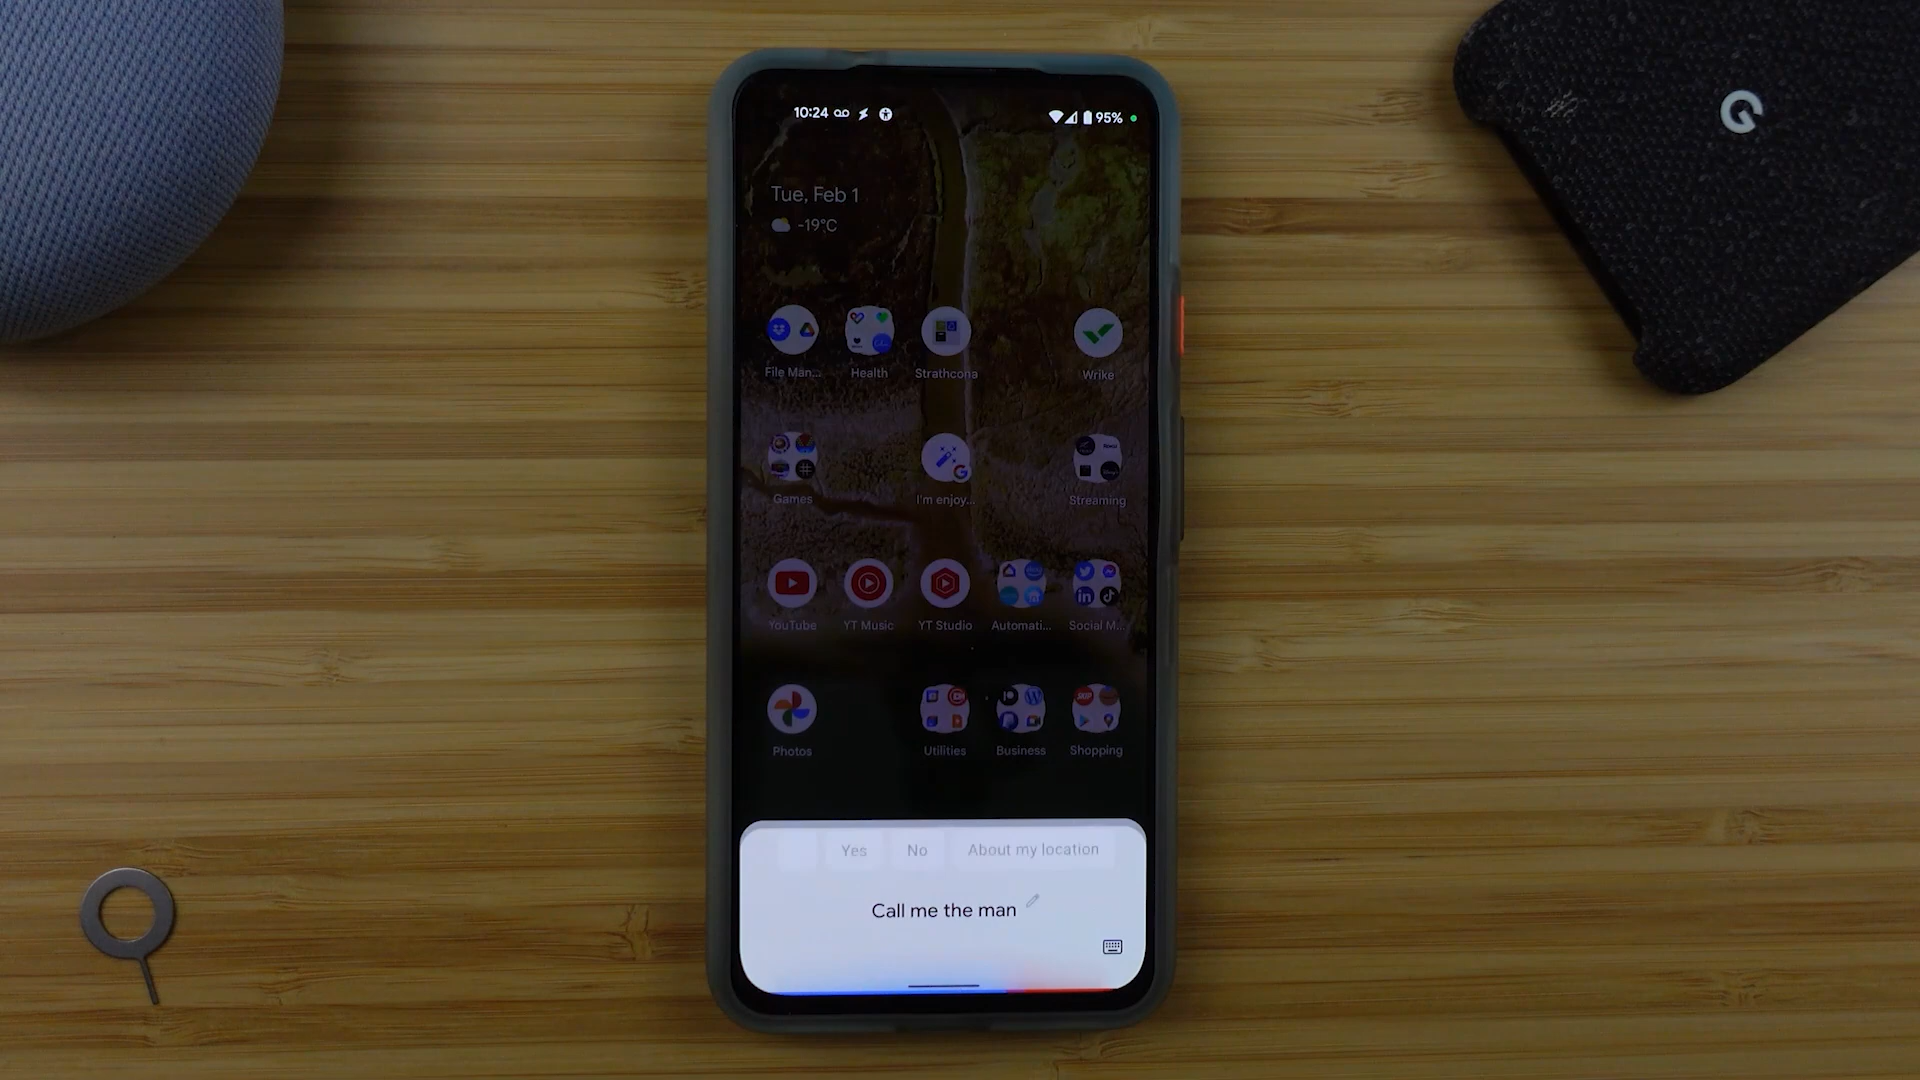 10:24
95%
Tue, Feb 1
-19°C
File Man...
Health
Strathcona
Wrike
Games
I'm enjoy...
Streaming
YouTube
YT Music
YT Studio
Automati...
Social M...
Photos
Utilities
Business
Shopping
Yes
No
About my location
Call me the man